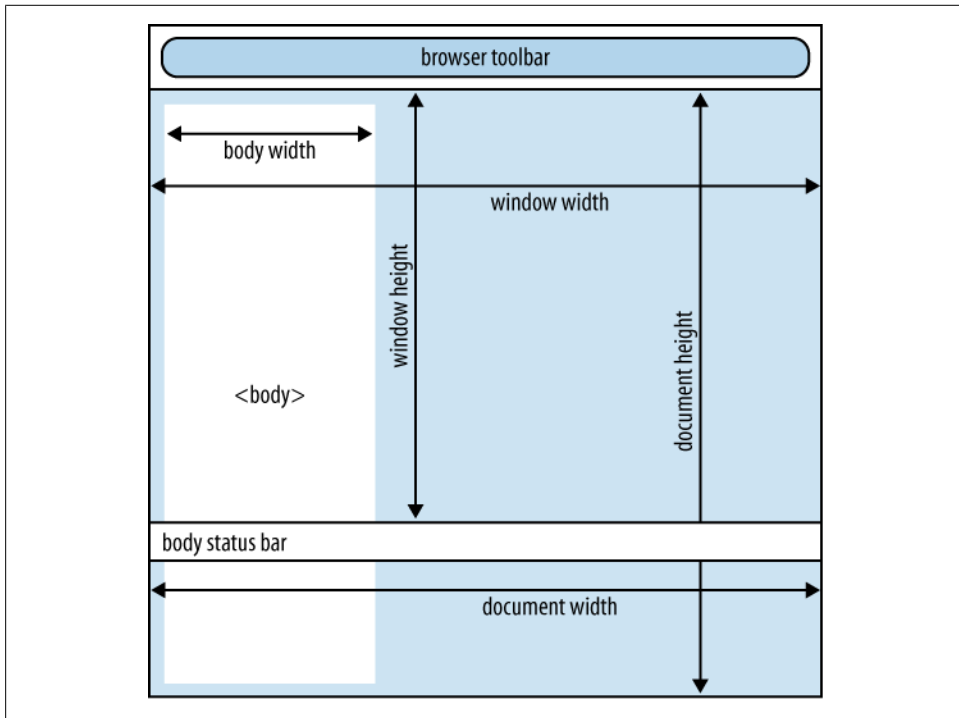 browser toolbar
body width
window width
window height
document height
<body>
body status bar
document width